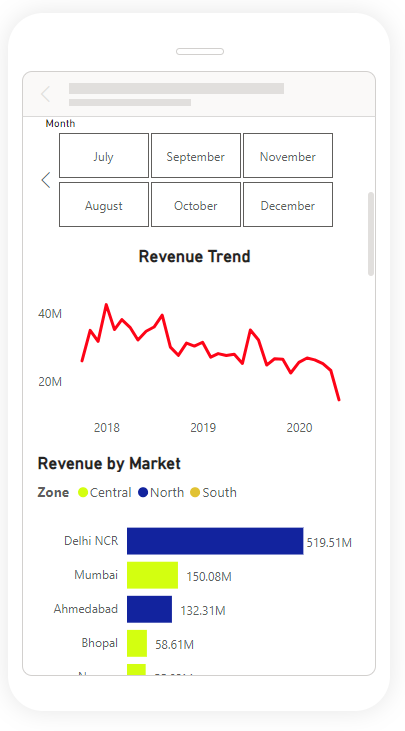 Month
July September November
August October December
Revenue Trend
40M
20M
2018 2019 2020
Revenue by Market
Zone Central North South
Delhi NCR 519.51M
Mumbai 150.08M
Ahmedabad 132.31M
Bhopal 58.61M